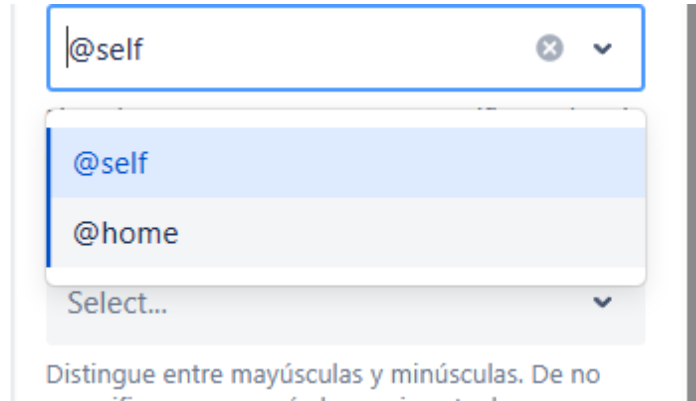 @self
@self
@home
Select...
Distingue entre mayúsculas y minúsculas. De no